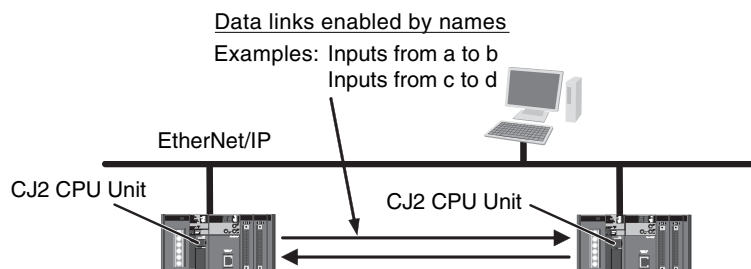 Data links enabled by names
Examples: Inputs from a to b
Inputs from c to d
EtherNet/IP
CJ2 CPU Unit
CJ2 CPU Unit